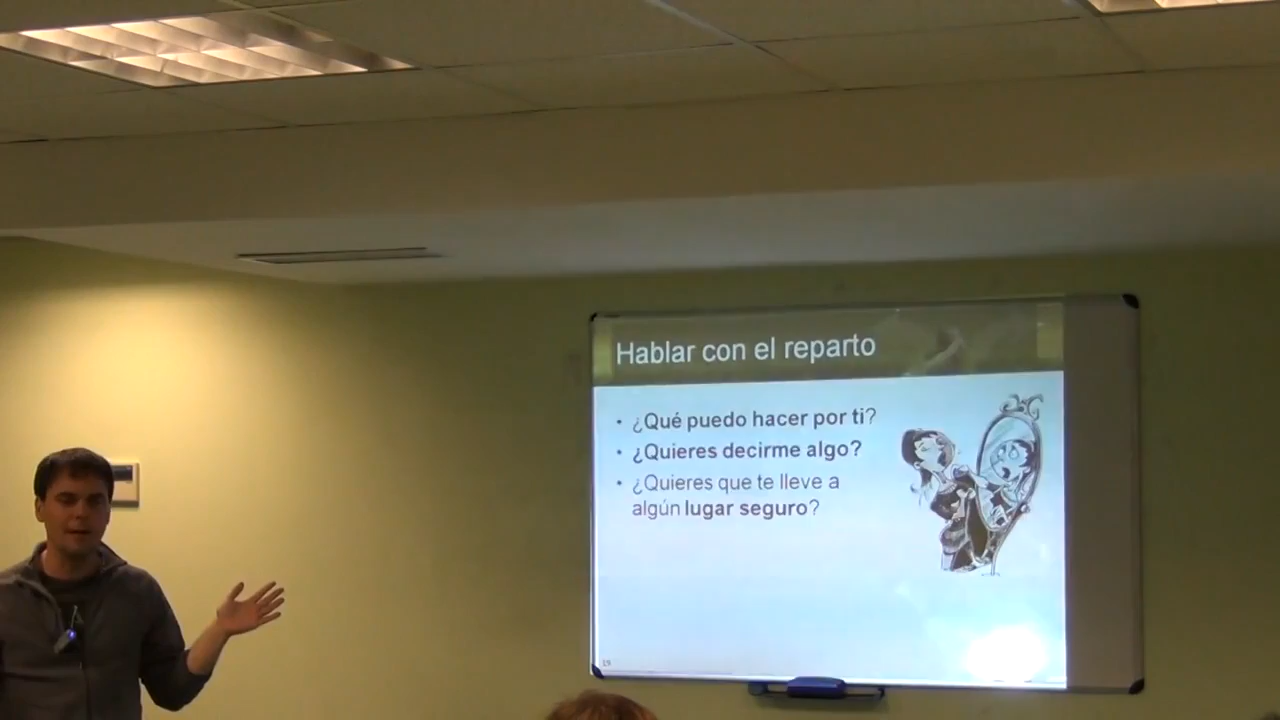 Hablar con el reparto
• ¿Qué puedo hacer por ti?
• ¿Quieres decirme algo?
• ¿Quieres que te lleve a
algún lugar seguro?
19